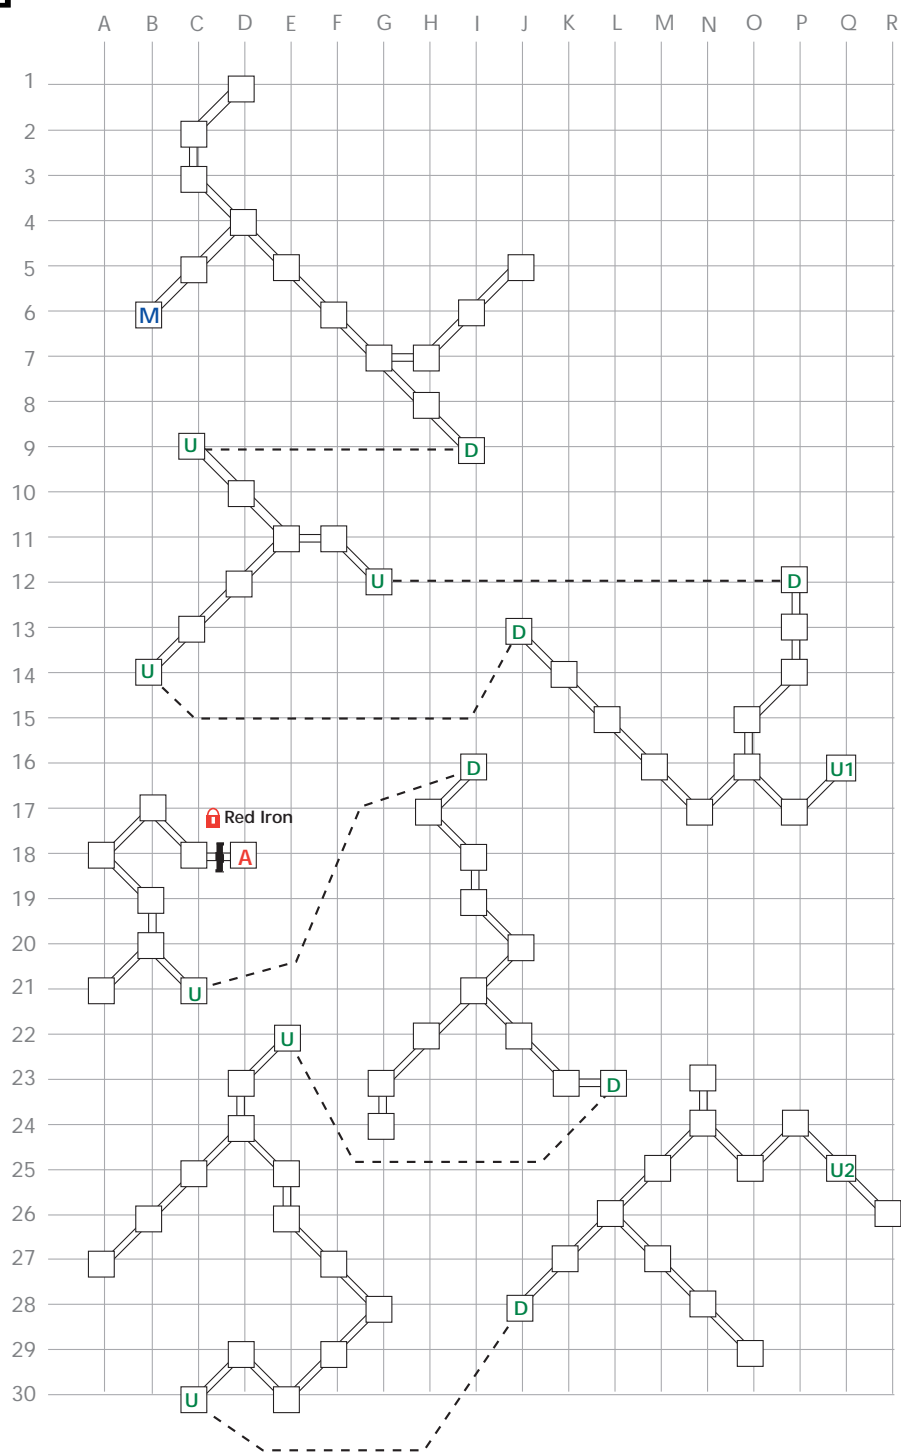 A B C D E F G H I J K L M N O P Q R
1
2
3
4
5
6 M
7
8
9 U D
10
11
12 U D
13 D
14 U
15
16 D U1
17 Red Iron
18 A
19
20
21 U
22 U
23 D
24
25 U2
26
27
28 D
29
30 U